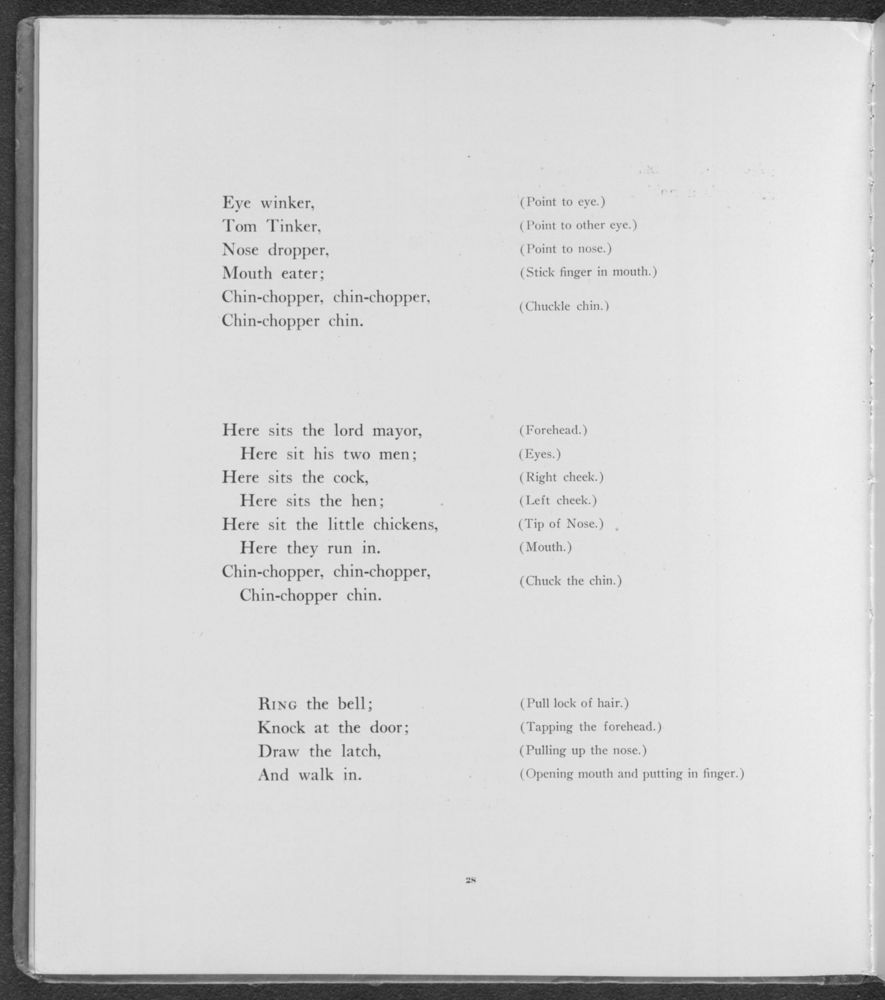 Eye winker, (Point to eye.)
Tom Tinker, (Point to other eye.)
Nose dropper, (Point to nose.)
Mouth eater; (Stick finger in mouth.)
Chin-chopper, chin-chopper,
(Chuckle chin.)
Chin-chopper chin.
Here sits the lord mayor, (Forehead.)
Here sit his two men; (Eyes.)
Here sits the cock, (Right cheek.)
Here sits the hen; (Left cheek.)
Here sit the little chickens, (Tip of Nose.)
Here they run in. (Mouth.)
Chin-chopper, chin-chopper,
(Chuck the chin.)
Chin-chopper chin.
RING the bell; (Pull lock of hair.)
Knock at the door; (Tapping the forehead.)
Draw the latch, (Pulling up the nose.)
And walk in. (Opening mouth and putting in finger.)
28